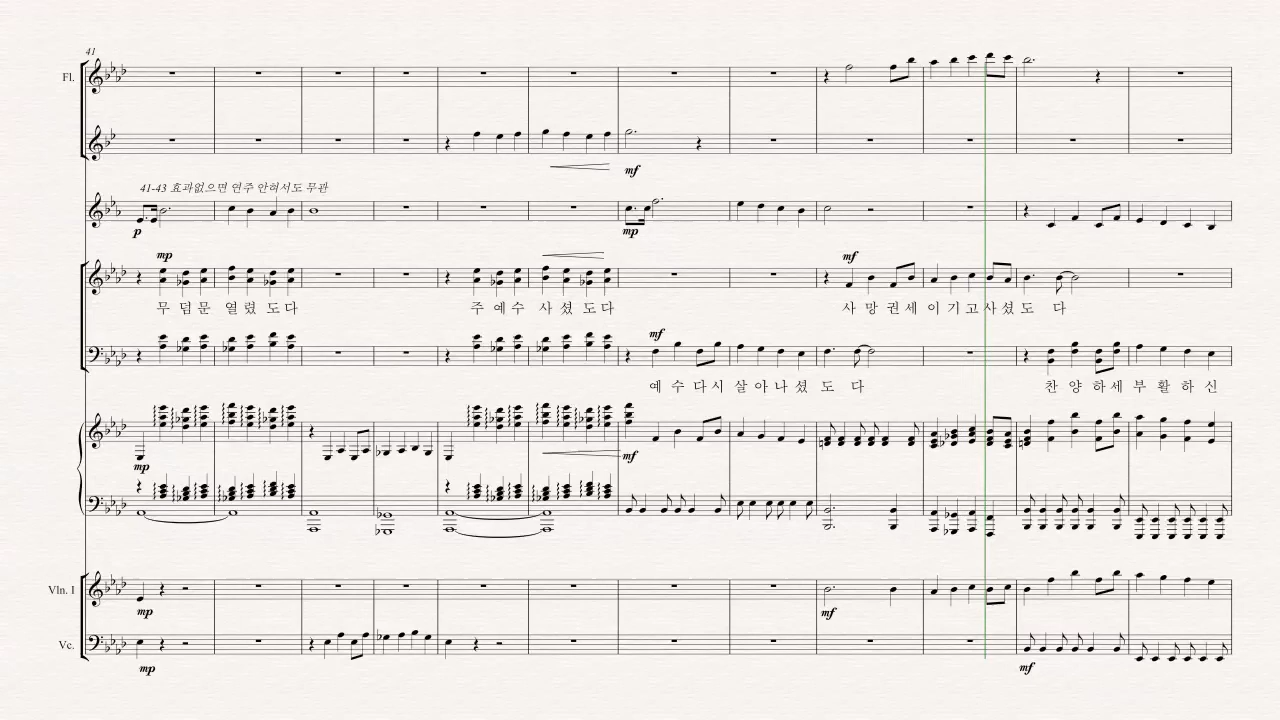 41
Fl.
mf
41-43 효과없으면 연주 안혀서도 무관
p
mp
mp
mf
무 덤 문 열 렸 도 다 주 예 수 사 셨 도 다 사 망 권 세 이 기 고 사 셨 도 다
mf
예 수 다 시 살 아 나 셨 도 다 찬 양 하 세 부 활 하 신
mp
mf
Vln. I
mp
mf
Vc.
mp
mf